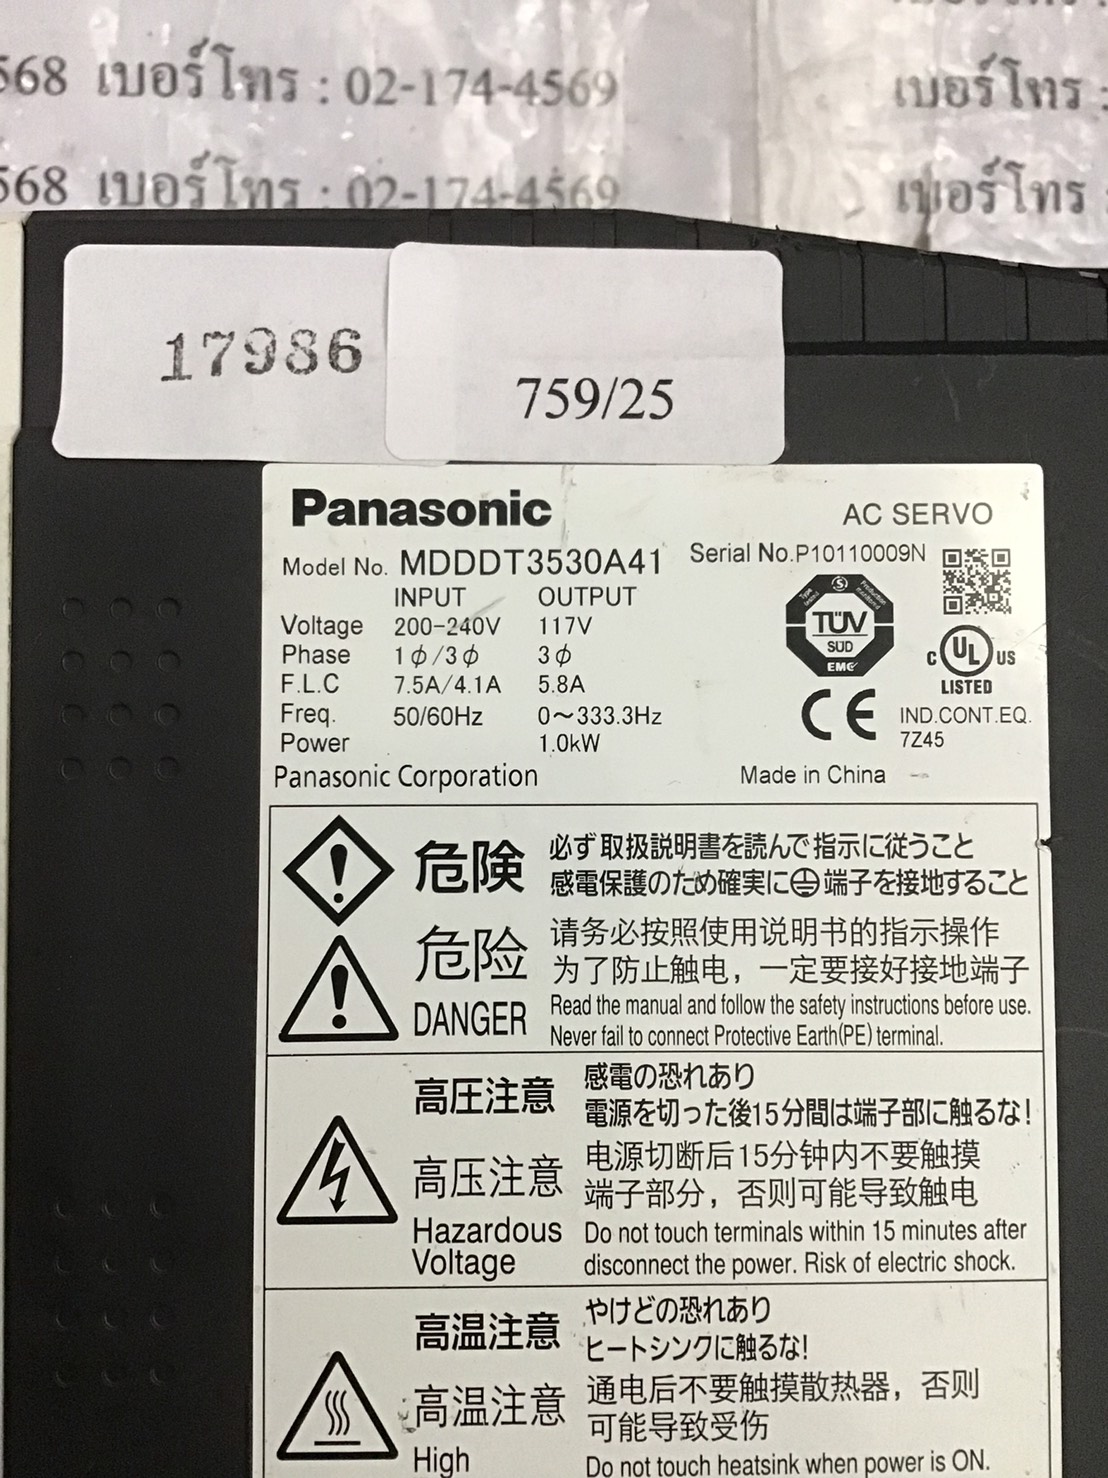 568 เบอร์โทร : 02-174-4569
เบอร์โทร :
568 เบอร์โทร : 02-174-4569
เบอร์โทร :
17986
759/25
Panasonic
AC SERVO
Model No. MDDDT3530A41
Serial No.P10110009N
INPUT OUTPUT
Voltage 200-240V 117V
Phase 1ϕ/3ϕ 3ϕ
F.L.C 7.5A/4.1A 5.8A
Freq. 50/60Hz 0~333.3Hz
Power 1.0kW
Type tested
S
Production monitored
TÜV
SÜD
EMC
C UL US
LISTED
CE
IND.CONT.EQ.
7Z45
Panasonic Corporation
Made in China
危険
必ず取扱説明書を読んで指示に従うこと
感電保護のため確実に⏚端子を接地すること
危险
请务必按照使用说明书的指示操作
为了防止触电，一定要接好接地端子
DANGER
Read the manual and follow the safety instructions before use.
Never fail to connect Protective Earth(PE) terminal.
高圧注意
感電の恐れあり
電源を切った後15分間は端子部に触るな!
高压注意
电源切断后15分钟内不要触摸
端子部分，否则可能导致触电
Hazardous
Voltage
Do not touch terminals within 15 minutes after
disconnect the power. Risk of electric shock.
高温注意
やけどの恐れあり
ヒートシンクに触るな!
高温注意
通电后不要触摸散热器，否则
可能导致受伤
High
Do not touch heatsink when power is ON.